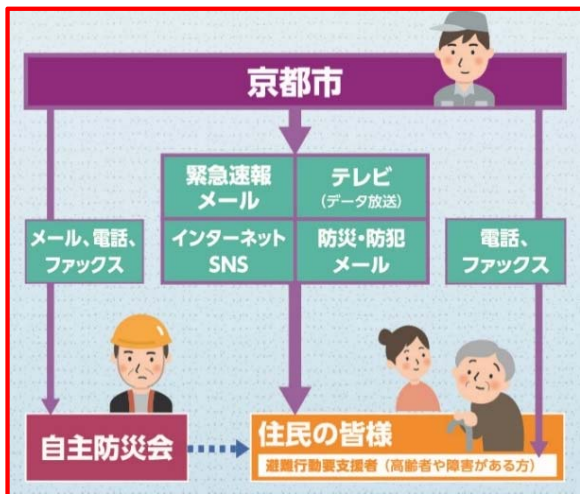 京都市
緊急速報
メール
テレビ
(データ放送)
メール、電話、
ファックス
インターネット
SNS
防災・防犯
メール
電話、
ファックス
自主防災会
住民の皆様
避難行動要支援者(高齢者や障害がある方)